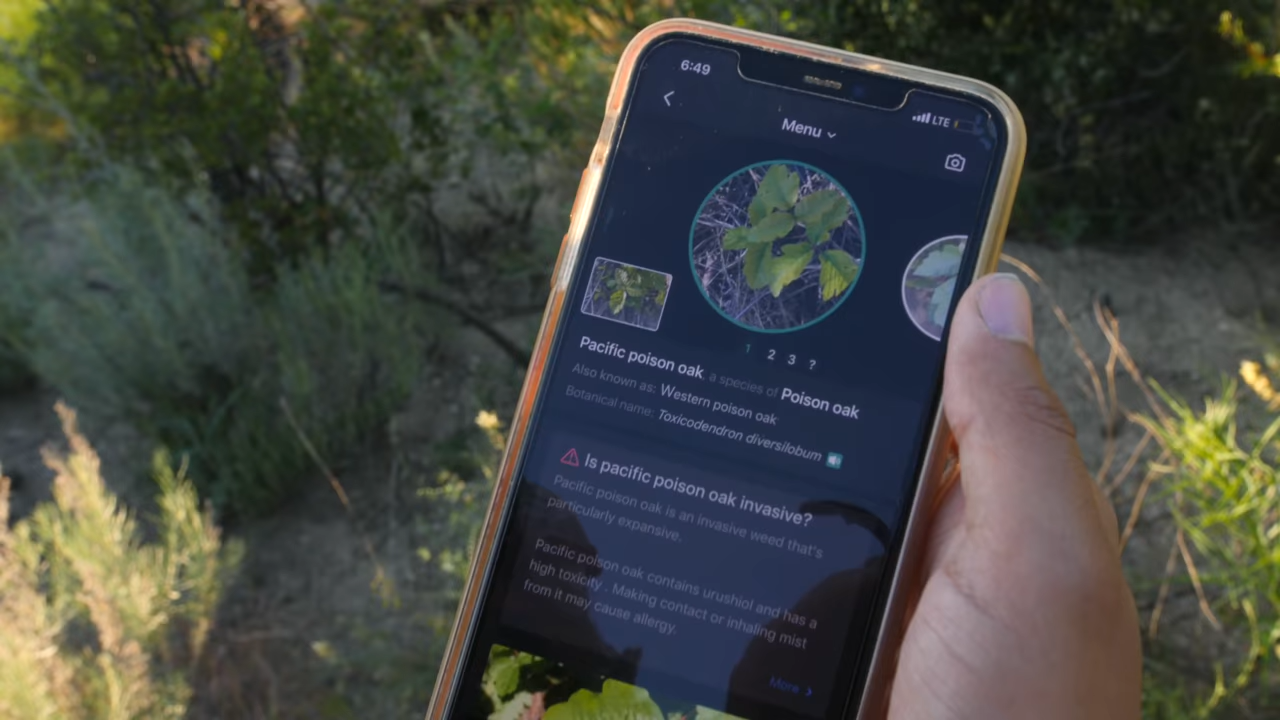 6:49
LTE
Menu
1 2 3 ?
Pacific poison oak, a species of Poison oak
Also known as: Western poison oak
Botanical name: Toxicodendron diversilobum
Is pacific poison oak invasive?
Pacific poison oak is an invasive weed that's
particularly expansive.
Pacific poison oak contains urushiol and has a
high toxicity . Making contact or inhaling mist
from it may cause allergy.
More